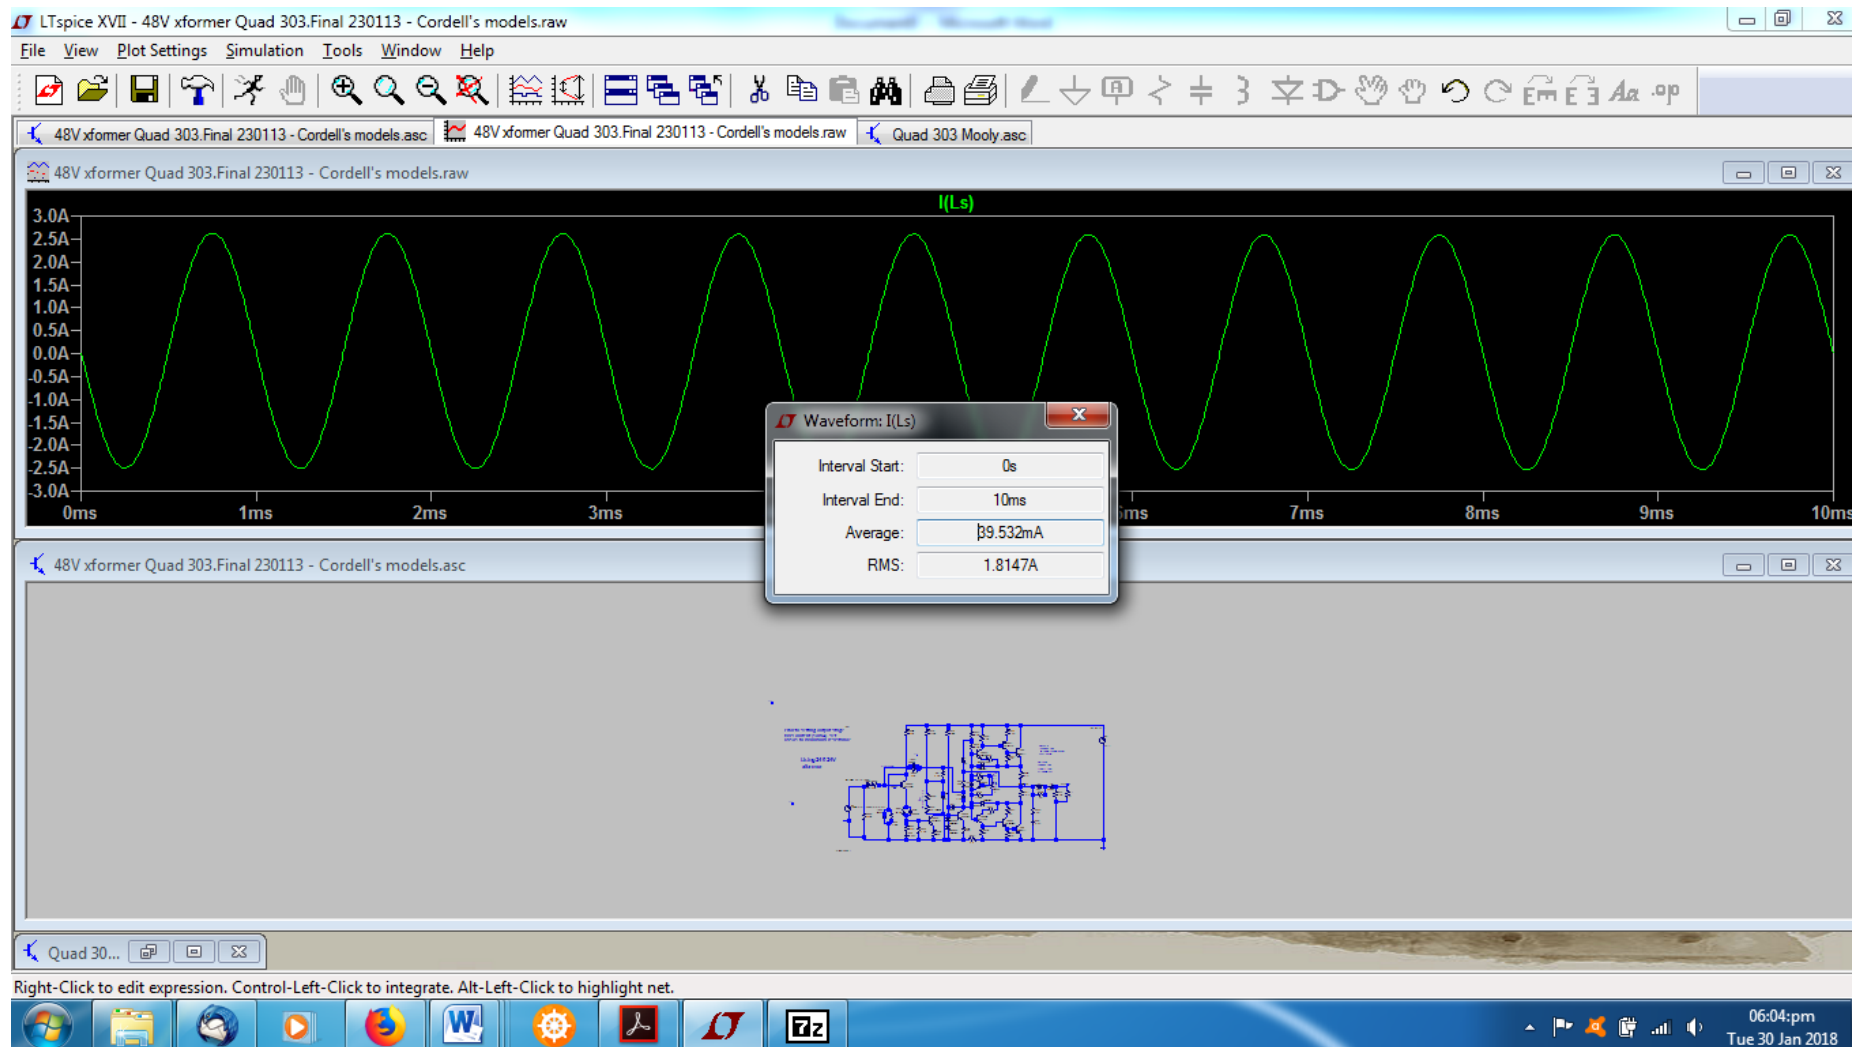 LTspice XVII - 48V xformer Quad 303.Final 230113 - Cordell's models.raw
File View Plot Settings Simulation Tools Window Help
48V xformer Quad 303.Final 230113 - Cordell's models.asc 48V xformer Quad 303.Final 230113 - Cordell's models.raw Quad 303 Mooly.asc
48V xformer Quad 303.Final 230113 - Cordell's models.raw
I(Ls)
3.0A
2.5A
2.0A
1.5A
1.0A
0.5A
0.0A
-0.5A
-1.0A
-1.5A
-2.0A
-2.5A
-3.0A
0ms 1ms 2ms 3ms 7ms 8ms 9ms 10ms
Waveform: I(Ls)
Interval Start: 0s
Interval End: 10ms
Average: 39.532mA
RMS: 1.8147A
48V xformer Quad 303.Final 230113 - Cordell's models.asc
Quad 30...
Right-Click to edit expression. Control-Left-Click to integrate. Alt-Left-Click to highlight net.
06:04:pm
Tue 30 Jan 2018